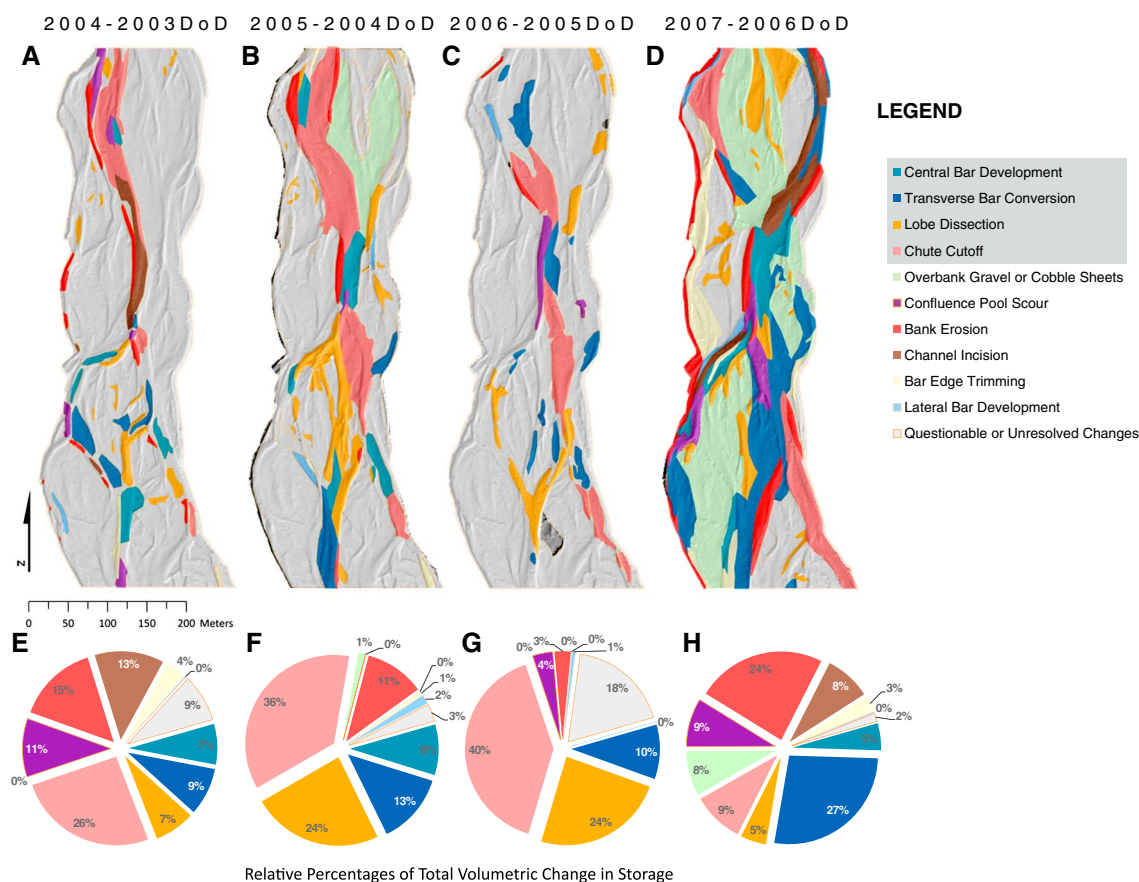 2004-2003DoD
2005-2004DoD
2006-2005DoD
2007-2006DoD
A
B
C
D
LEGEND
Central Bar Development
Transverse Bar Conversion
Lobe Dissection
Chute Cutoff
Overbank Gravel or Cobble Sheets
Confluence Pool Scour
Bank Erosion
Channel Incision
Bar Edge Trimming
Lateral Bar Development
Questionable or Unresolved Changes
N
0 50 100 150 200 Meters
E
13%
4%
0%
9%
7%
9%
7%
26%
0%
11%
15%
F
1%
0%
11%
0%
1%
2%
3%
13%
24%
36%
G
0%
3%
0%
0%
1%
4%
18%
0%
10%
24%
40%
H
24%
8%
3%
0%
2%
27%
5%
9%
8%
9%
Relative Percentages of Total Volumetric Change in Storage